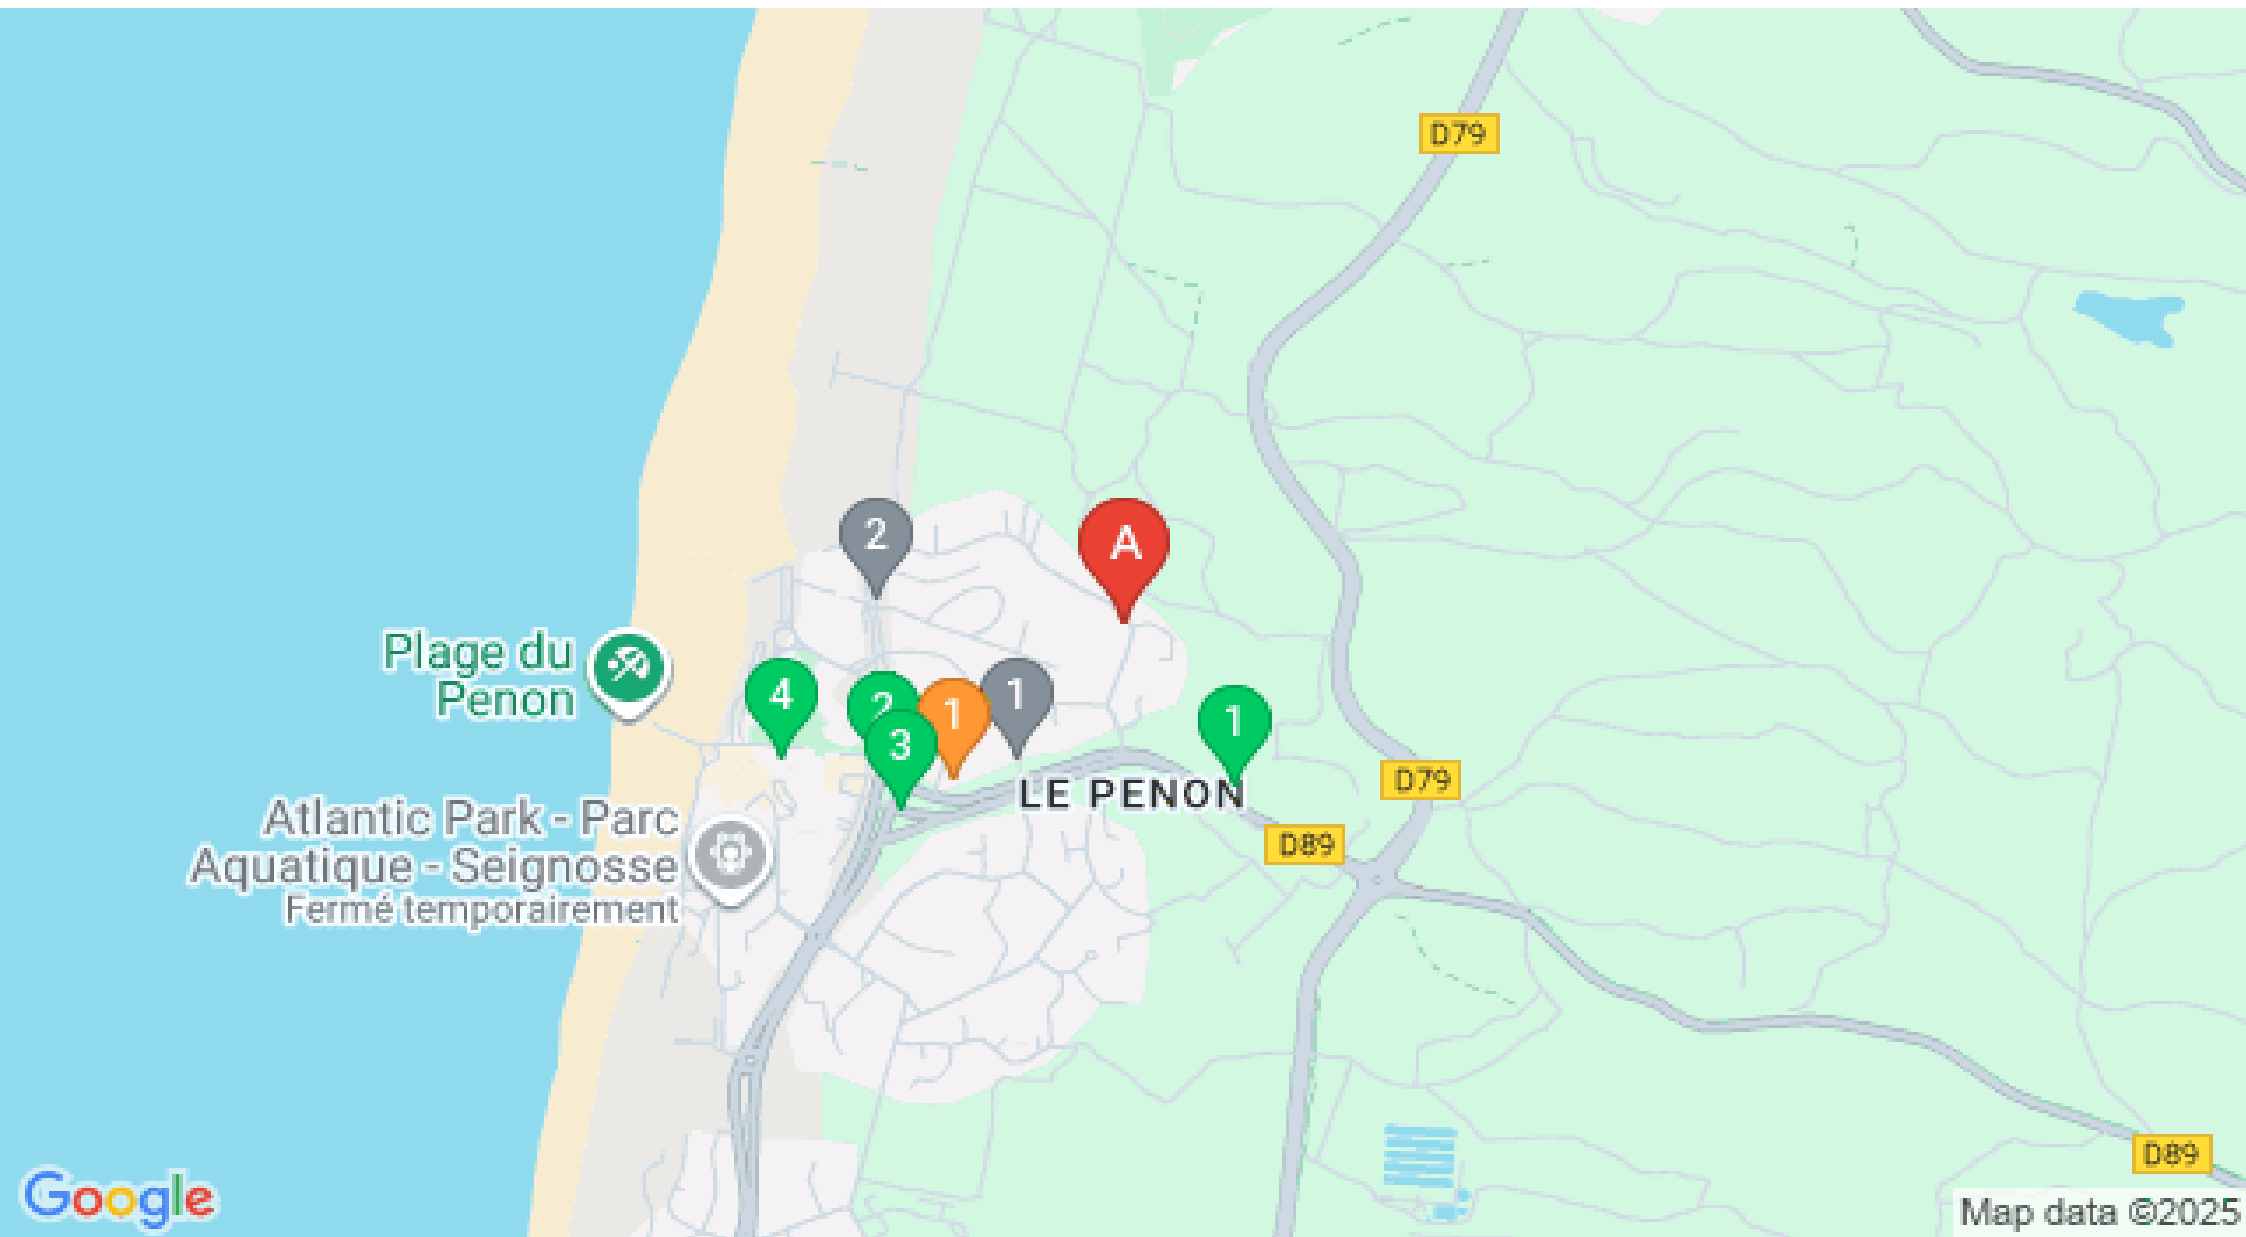 D79
2
A
Plage du
Penon
4
2
1
1
1
3
LE PENON
D79
Atlantic Park - Parc
Aquatique - Seignosse
Fermé temporairement
D89
D89
Google
Map data ©2025